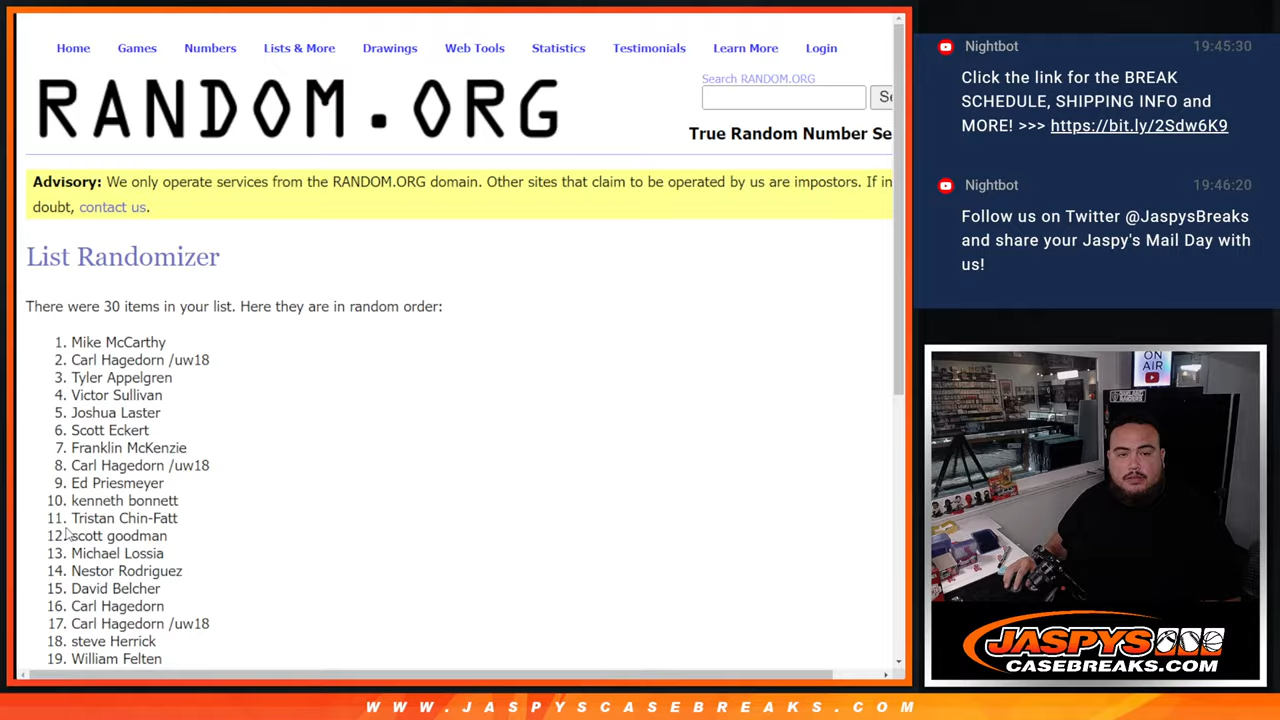 Home Games Numbers Lists & More Drawings Web Tools Statistics Testimonials Learn More Login
RANDOM.ORG
Search RANDOM.ORG
Se
True Random Number Se
Advisory: We only operate services from the RANDOM.ORG domain. Other sites that claim to be operated by us are impostors. If in
doubt, contact us.
List Randomizer
There were 30 items in your list. Here they are in random order:
1. Mike McCarthy
2. Carl Hagedorn /uw18
3. Tyler Appelgren
4. Victor Sullivan
5. Joshua Laster
6. Scott Eckert
7. Franklin McKenzie
8. Carl Hagedorn /uw18
9. Ed Priesmeyer
10. kenneth bonnett
11. Tristan Chin-Fatt
12. scott goodman
13. Michael Lossia
14. Nestor Rodriguez
15. David Belcher
16. Carl Hagedorn
17. Carl Hagedorn /uw18
18. steve Herrick
19. William Felten
Nightbot 19:45:30
Click the link for the BREAK
SCHEDULE, SHIPPING INFO and
MORE! >>> https://bit.ly/2Sdw6K9
Nightbot 19:46:20
Follow us on Twitter @JaspysBreaks
and share your Jaspy's Mail Day with
us!
ON
AIR
JASPYS
CASEBREAKS.COM
WWW.JASPYSCASEBREAKS.COM